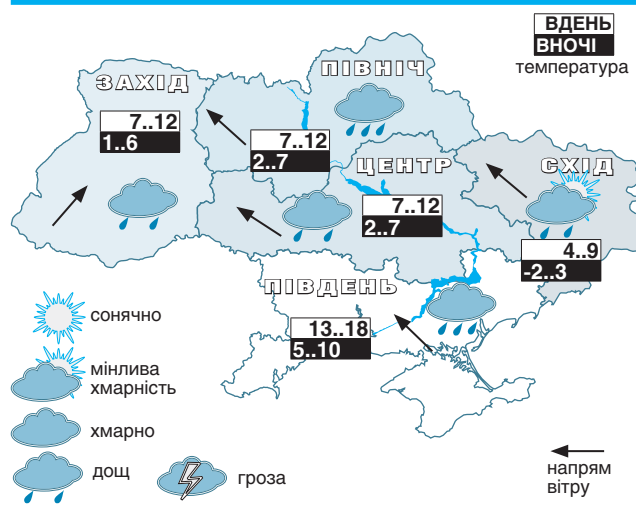 ВДЕНЬ
ВНОЧІ
температура
ЗАХІД
7..12
1..6
ПІВНІЧ
7..12
2..7
ЦЕНТР
7..12
2..7
СХІД
4..9
-2..3
ПІВДЕНЬ
13..18
5..10
сонячно
мінлива
хмарність
хмарно
дощ
гроза
напрям
вітру